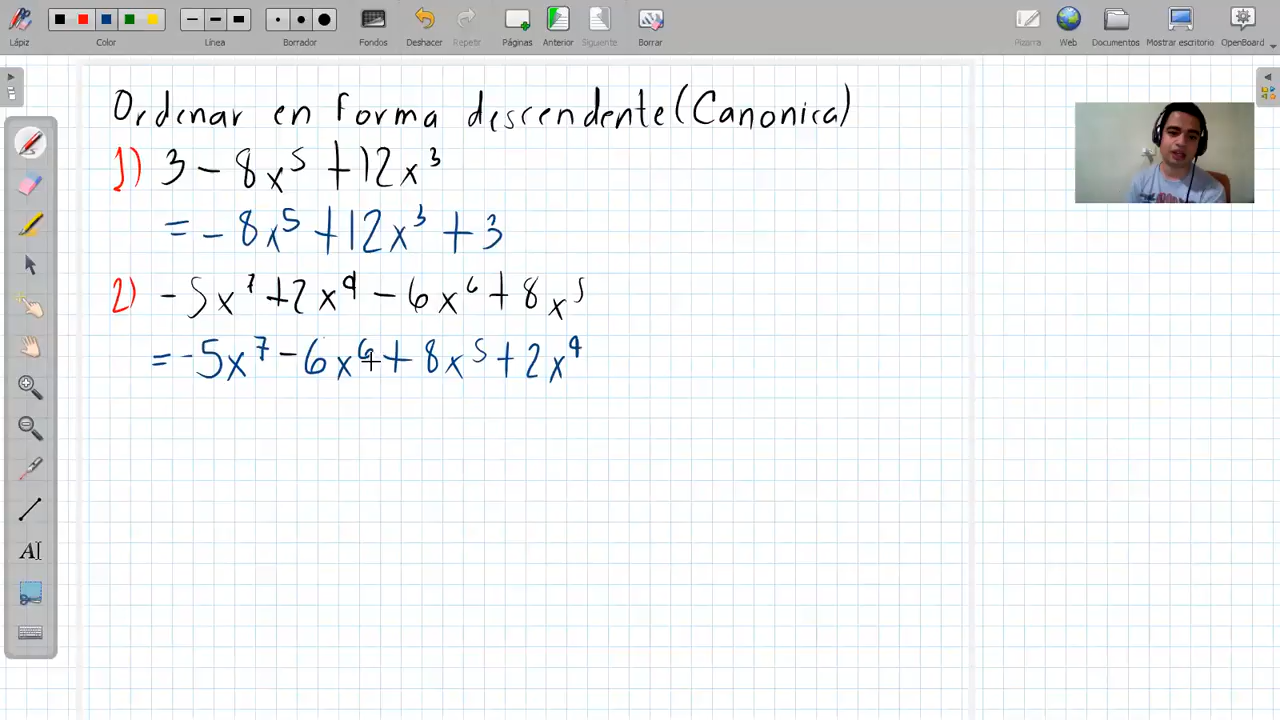 Lápiz Color Línea Borrador Fondos Deshacer Repetir Páginas Anterior Siguiente Borrar Pizarra Web Documentos Mostrar escritorio OpenBoard
Ordenar en forma descendente (Canonica)
1) 3 - 8x⁵ + 12x³
= - 8x⁵ + 12x³ + 3
2) -5x⁷ + 2x⁴ - 6x⁶ + 8x⁵
= -5x⁷ - 6x⁶ + 8x⁵ + 2x⁴
A